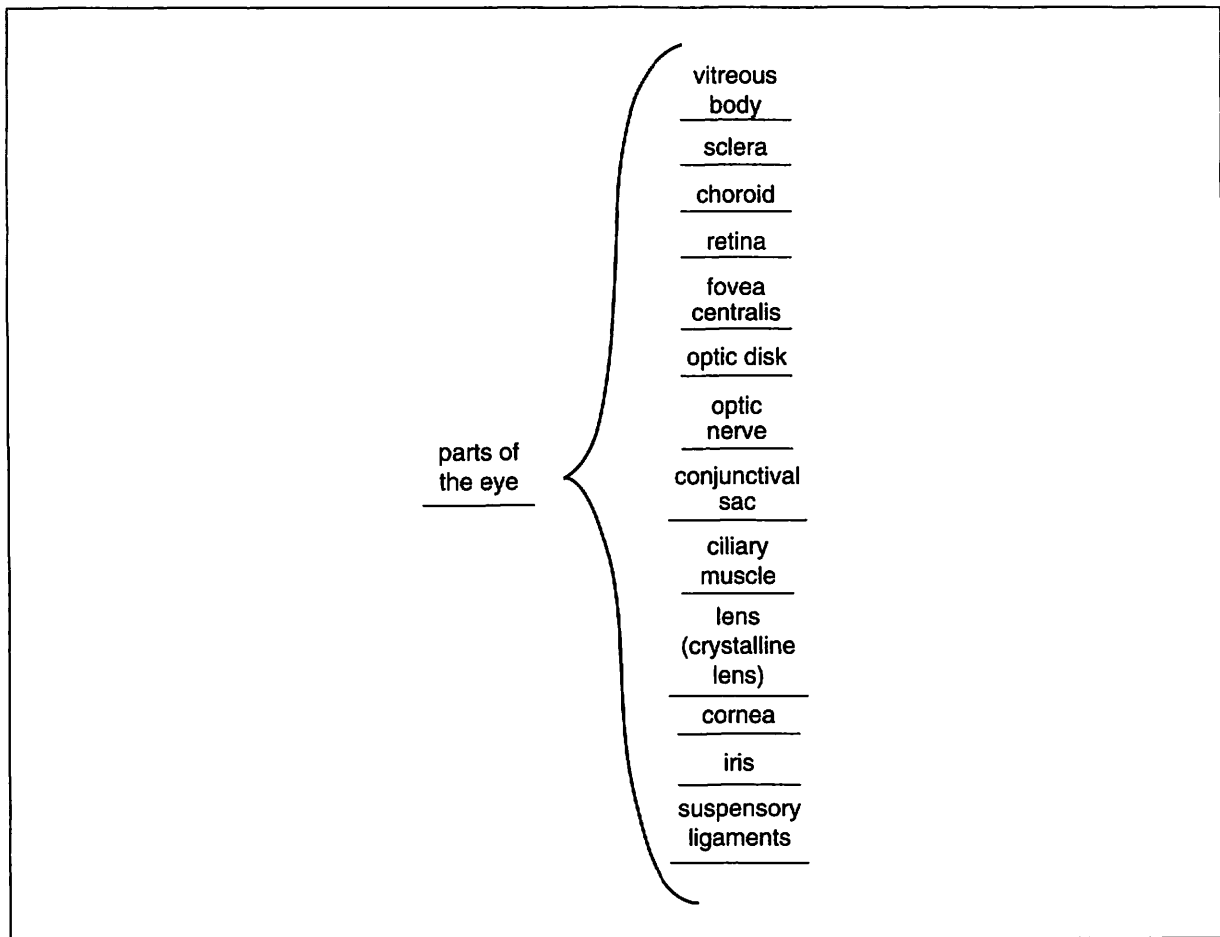 vitreous
body
sclera
choroid
retina
fovea
centralis
optic disk
optic
nerve
parts of
the eye
conjunctival
sac
ciliary
muscle
lens
(crystalline
lens)
cornea
iris
suspensory
ligaments